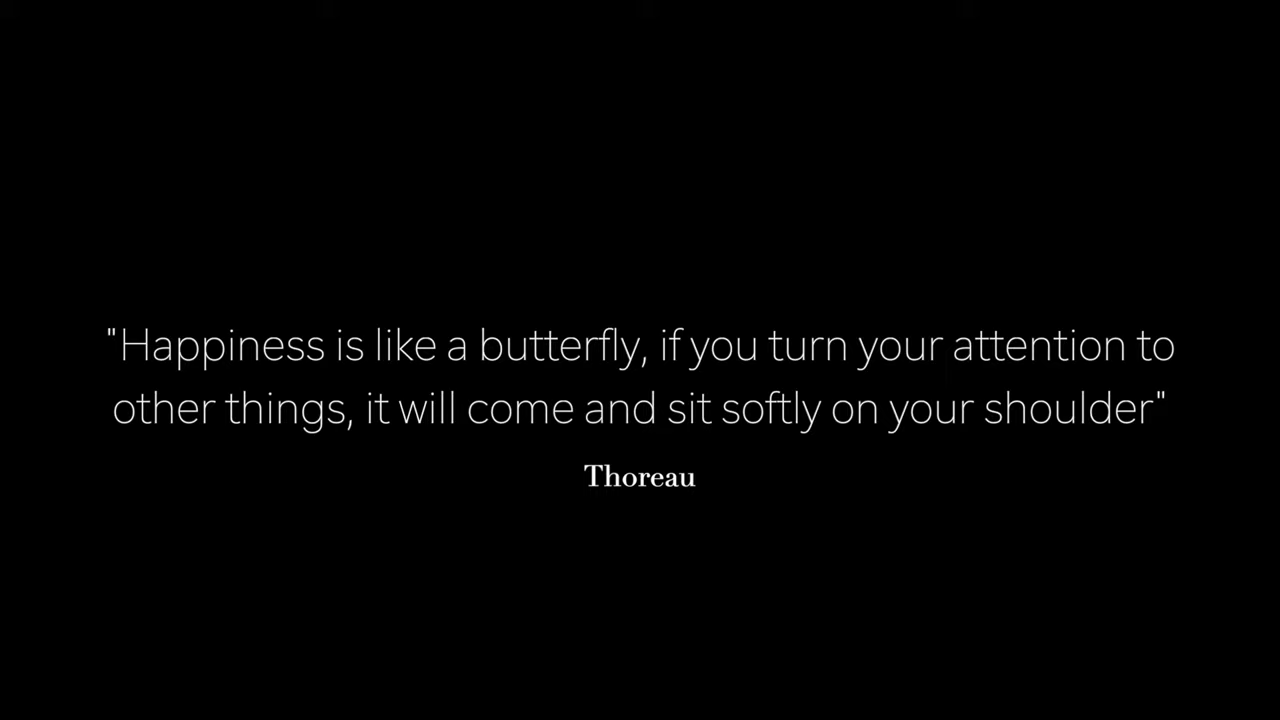 "Happiness is like a butterfly, if you turn your attention to
other things, it will come and sit softly on your shoulder"
Thoreau